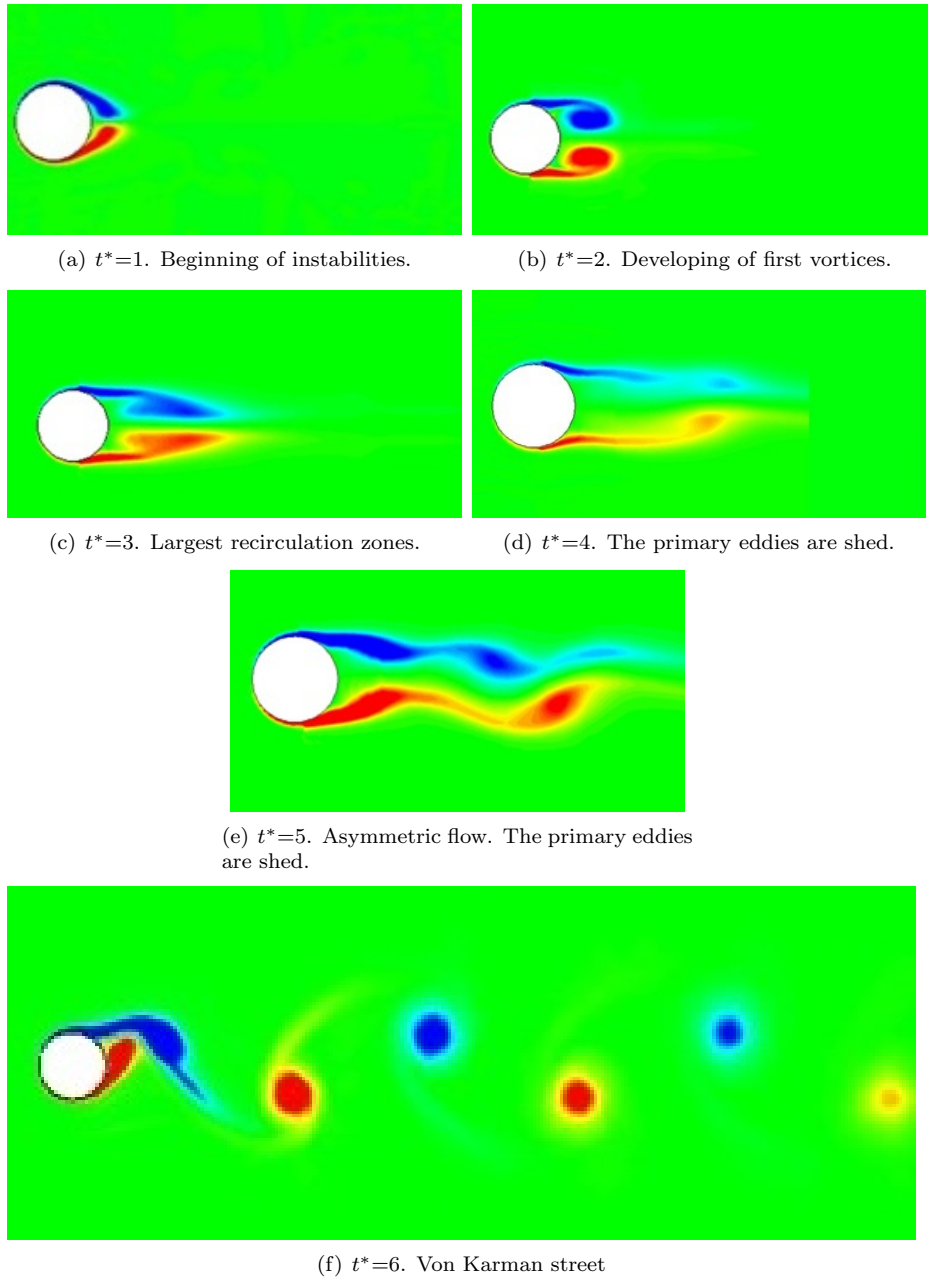 (a) t*=1. Beginning of instabilities.
(b) t*=2. Developing of first vortices.
(c) t*=3. Largest recirculation zones.
(d) t*=4. The primary eddies are shed.
(e) t*=5. Asymmetric flow. The primary eddies
are shed.
(f) t*=6. Von Karman street